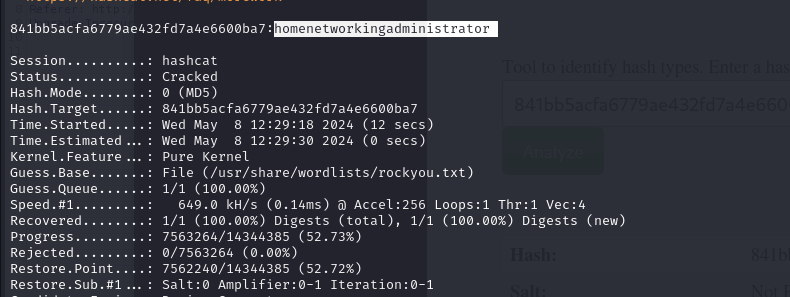 841bb5acfa6779ae432fd7a4e6600ba7:homenetworkingadministrator
Session..........: hashcat
Status...........: Cracked
Hash.Mode........: 0 (MD5)
Hash.Target......: 841bb5acfa6779ae432fd7a4e6600ba7
Time.Started.....: Wed May  8 12:29:18 2024 (12 secs)
Time.Estimated...: Wed May  8 12:29:30 2024 (0 secs)
Kernel.Feature...: Pure Kernel
Guess.Base.......: File (/usr/share/wordlists/rockyou.txt)
Guess.Queue......: 1/1 (100.00%)
Speed.#1.........:   649.0 kH/s (0.14ms) @ Accel:256 Loops:1 Thr:1 Vec:4
Recovered........: 1/1 (100.00%) Digests (total), 1/1 (100.00%) Digests (new)
Progress.........: 7563264/14344385 (52.73%)
Rejected.........: 0/7563264 (0.00%)
Restore.Point....: 7562240/14344385 (52.72%)
Restore.Sub.#1...: Salt:0 Amplifier:0-1 Iteration:0-1
Tool to identify hash types. Enter a has
841bb5acfa6779ae432fd7a4e660
Analyze
Hash: 841b
Salt: Not i